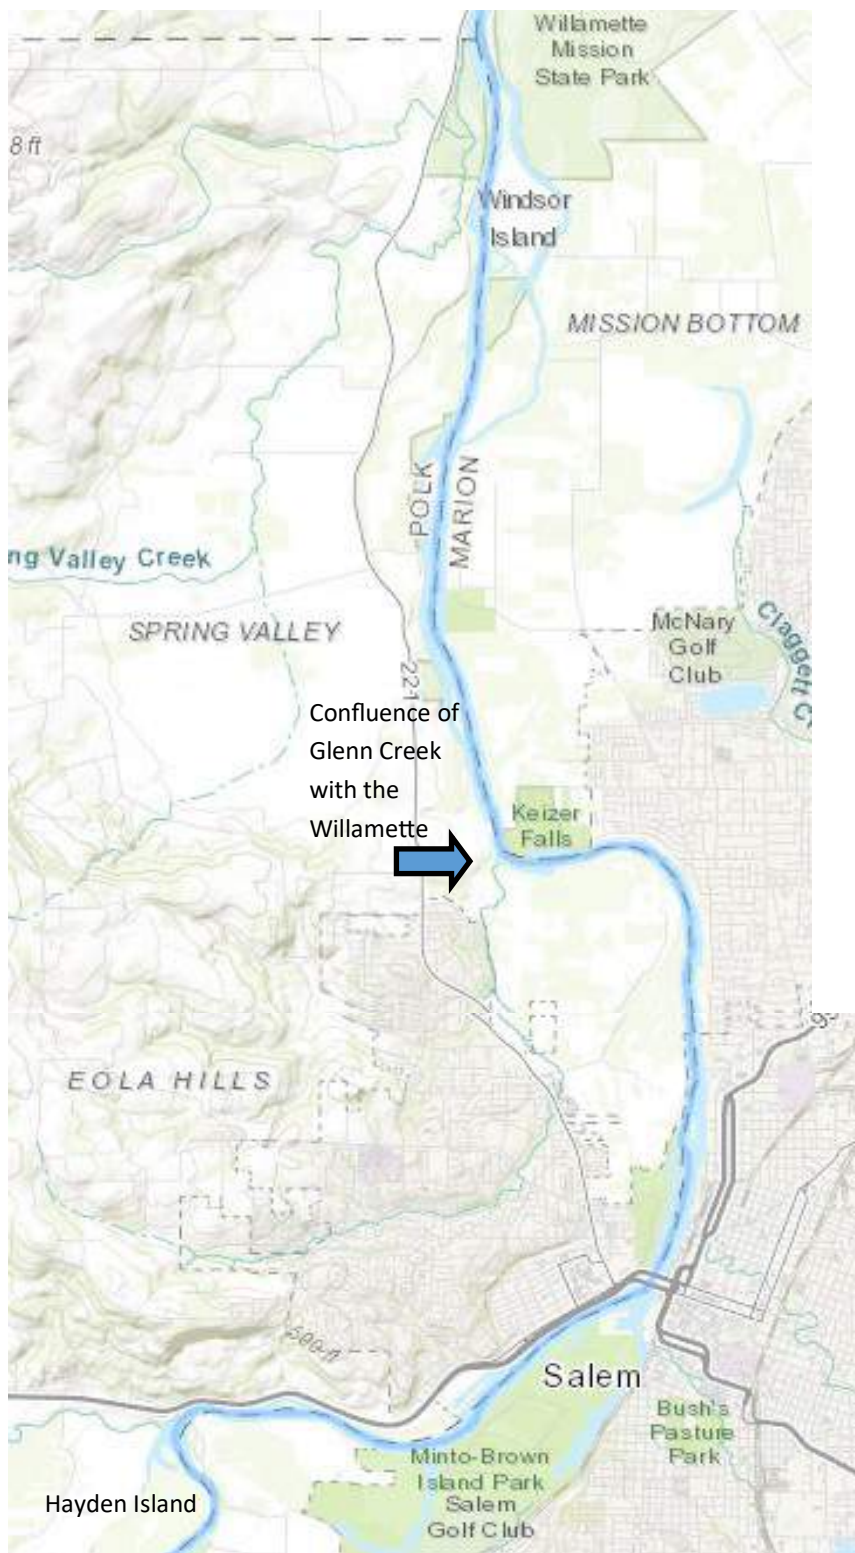 Willamette
Mission
State Park
8 ft
Windsor
Island
MISSION BOTTOM
POLK
MARION
ng Valley Creek
SPRING VALLEY
McNary
Golf
Club
Claggett C
221
Confluence of
Glenn Creek
with the
Willamette
Keizer
Falls
EOLA HILLS
500 ft
Salem
Bush's
Pasture
Park
Minto-Brown
Island Park
Salem
Golf Club
Hayden Island